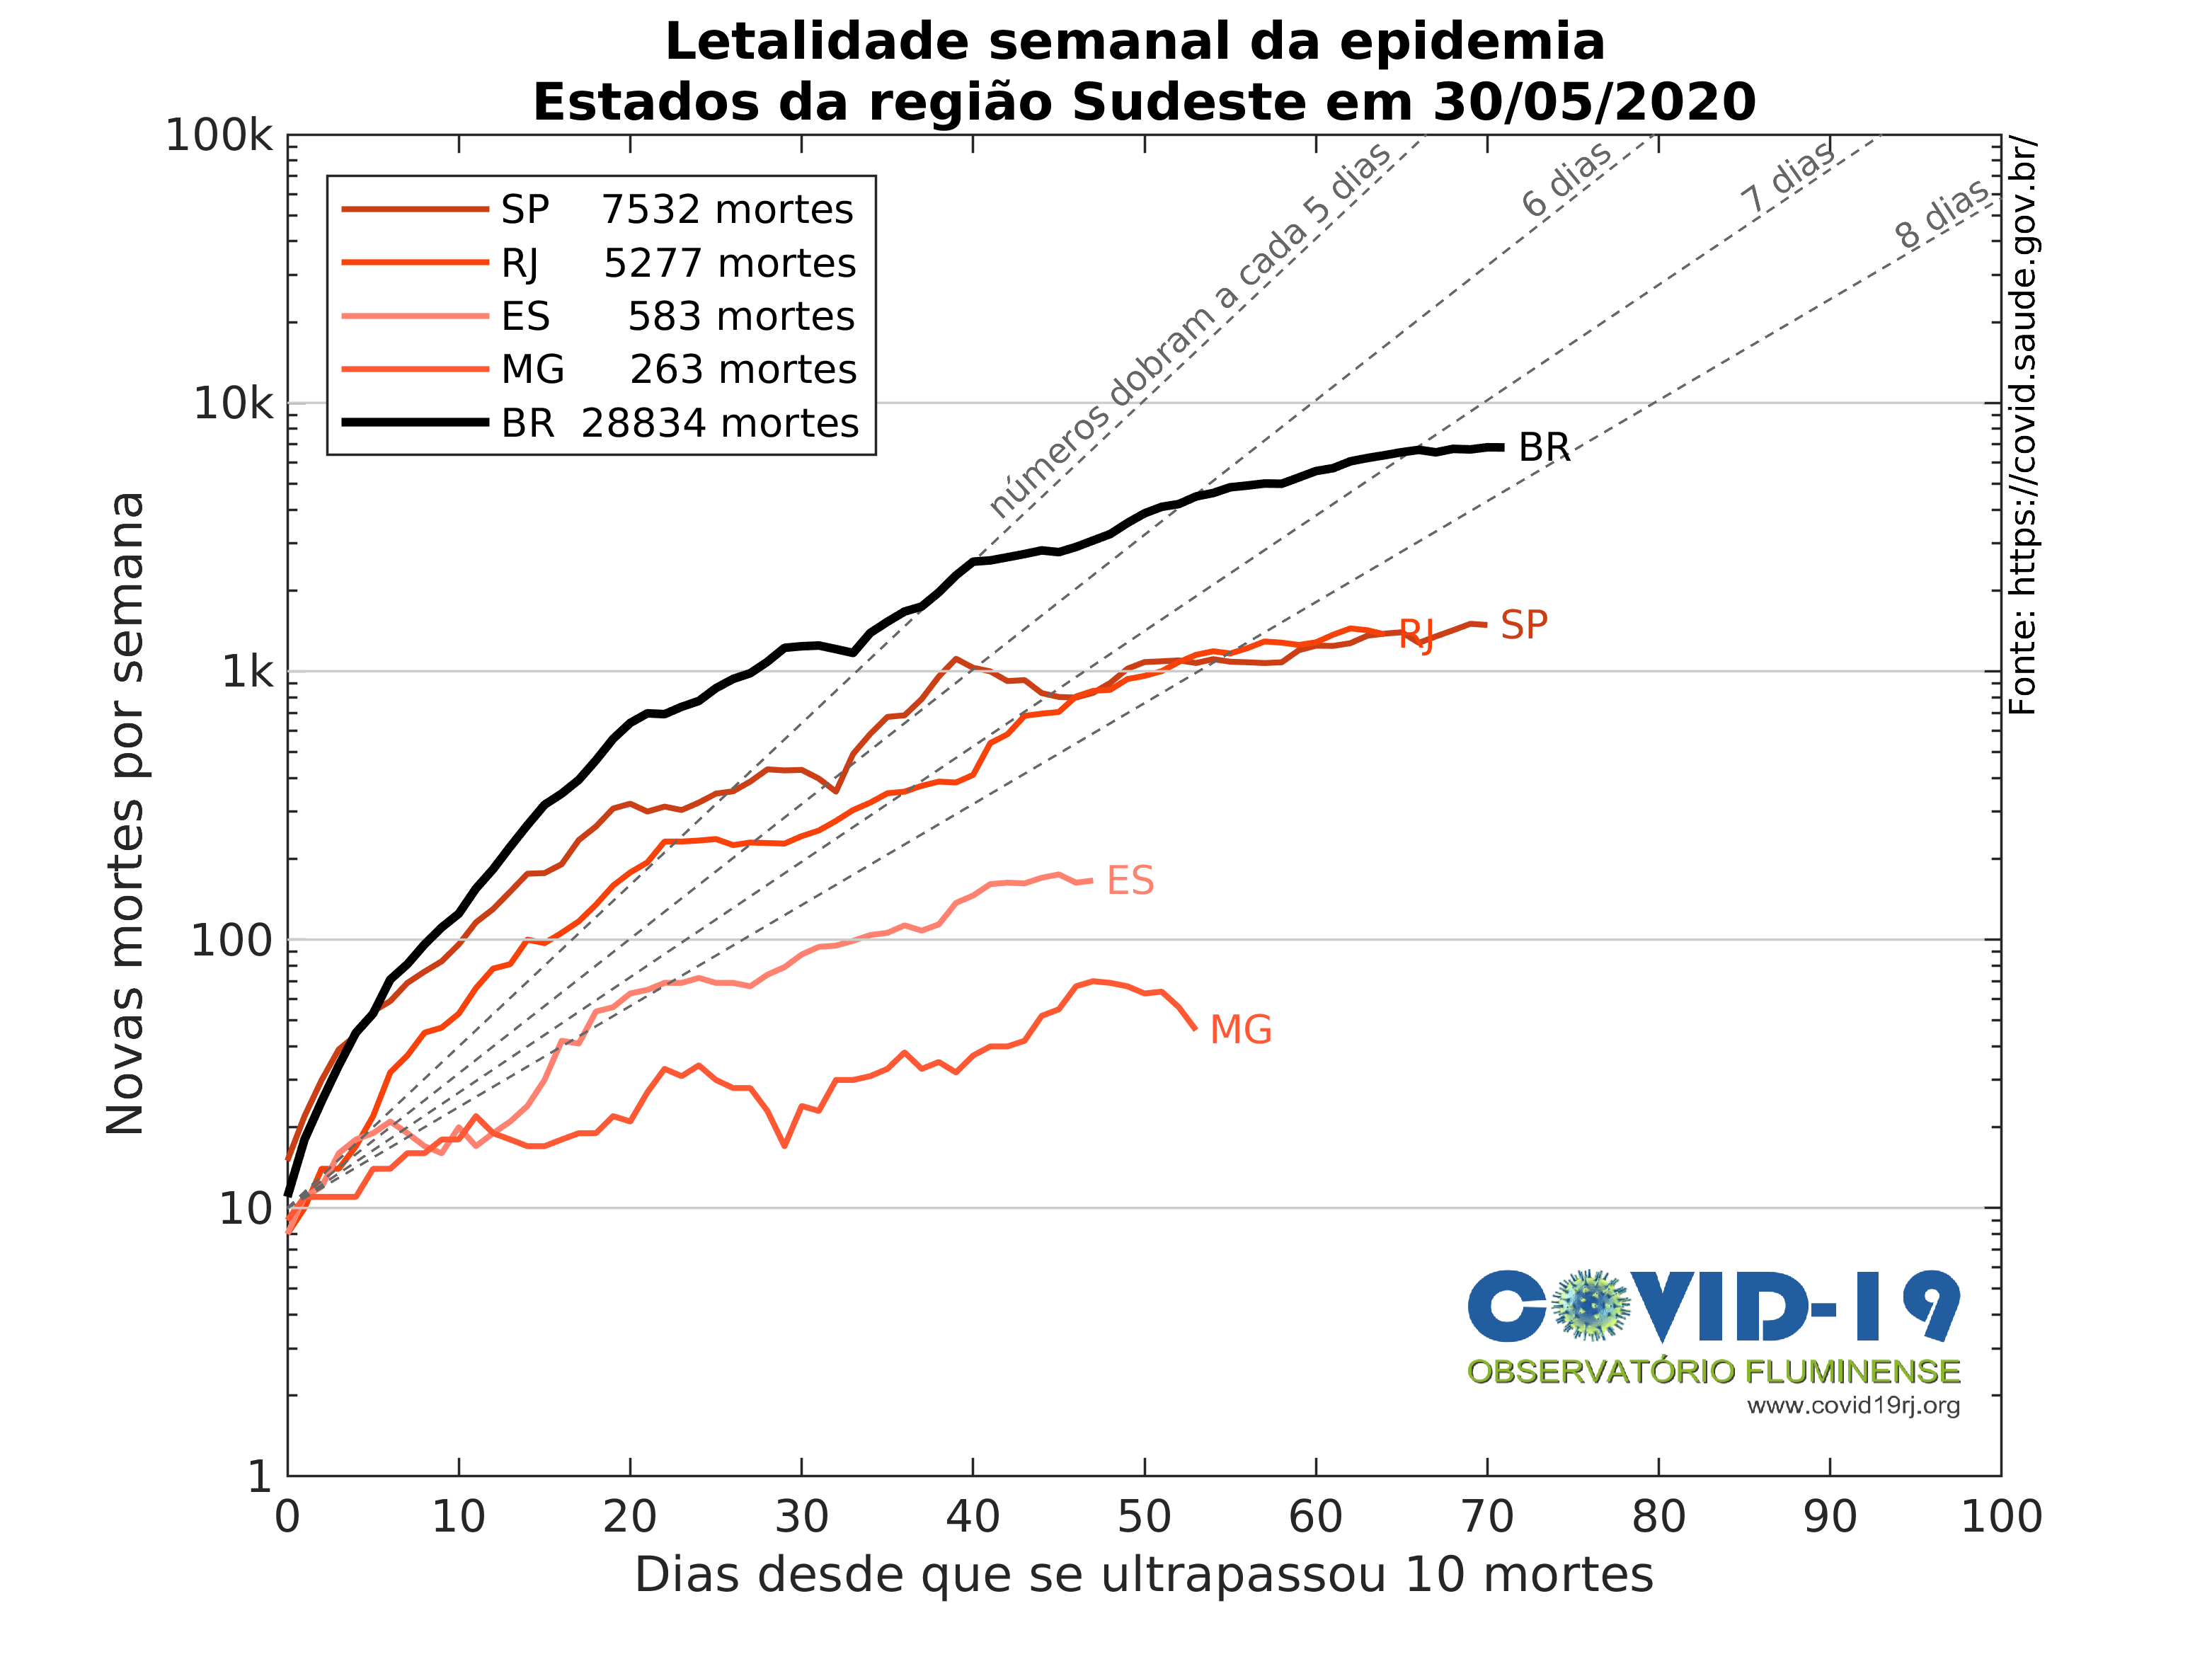 Letalidade semanal da epidemia
Estados da região Sudeste em 30/05/2020
100k
10k
1k
100
10
1
Novas mortes por semana
SP 7532 mortes
RJ 5277 mortes
ES 583 mortes
MG 263 mortes
BR 28834 mortes
números dobram a cada 5 dias
6 dias
7 dias
8 dias
BR
SP
RJ
ES
MG
Fonte: https://covid.saude.gov.br/
COVID-19
OBSERVATÓRIO FLUMINENSE
www.covid19rj.org
0 10 20 30 40 50 60 70 80 90 100
Dias desde que se ultrapassou 10 mortes